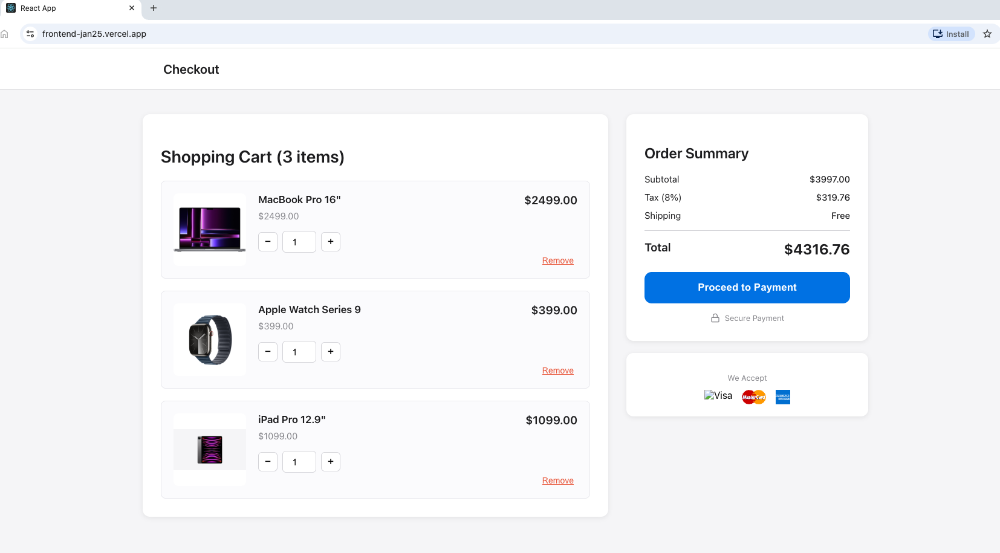 React App
frontend-jan25.vercel.app
Install
Checkout
Shopping Cart (3 items)
MacBook Pro 16"
$2499.00
$2499.00
− 1 +
Remove
Apple Watch Series 9
$399.00
$399.00
− 1 +
Remove
iPad Pro 12.9"
$1099.00
$1099.00
− 1 +
Remove
Order Summary
Subtotal $3997.00
Tax (8%) $319.76
Shipping Free
Total $4316.76
Proceed to Payment
Secure Payment
We Accept
Visa
MasterCard